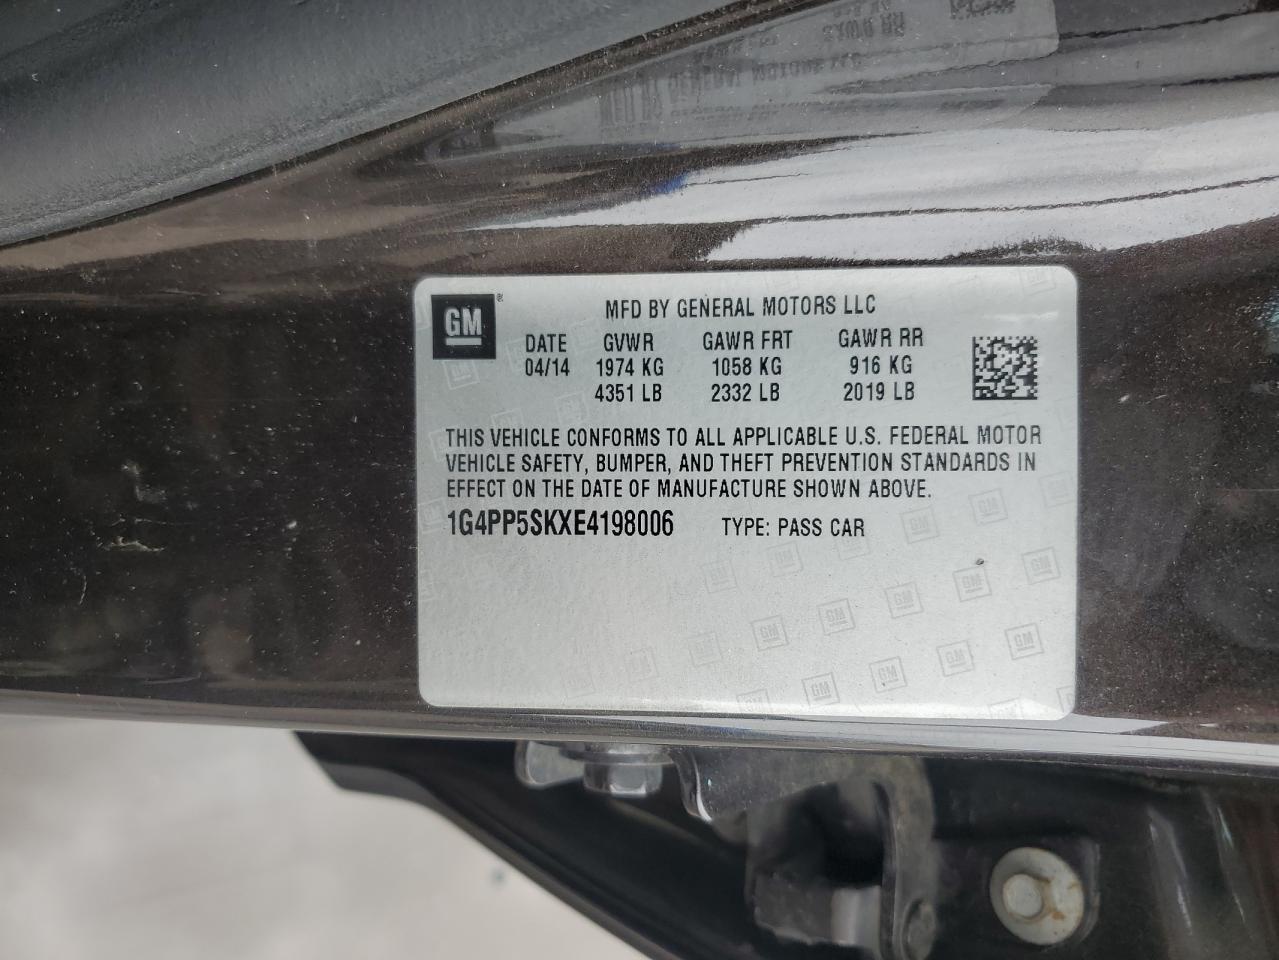 GM ®
MFD BY GENERAL MOTORS LLC
DATE GVWR GAWR FRT GAWR RR
04/14 1974 KG 1058 KG 916 KG
4351 LB 2332 LB 2019 LB
THIS VEHICLE CONFORMS TO ALL APPLICABLE U.S. FEDERAL MOTOR
VEHICLE SAFETY, BUMPER, AND THEFT PREVENTION STANDARDS IN
EFFECT ON THE DATE OF MANUFACTURE SHOWN ABOVE.
1G4PP5SKXE4198006 TYPE: PASS CAR